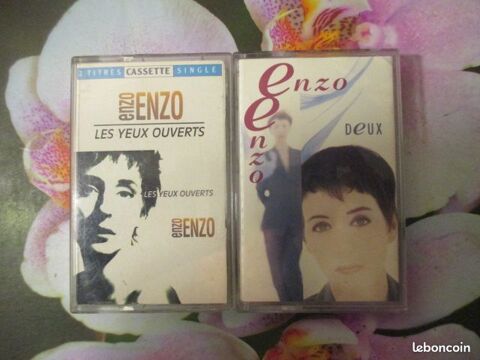 2 TITRES CASSETTE SINGLE
enzo ENZO
LES YEUX OUVERTS
LES YEUX OUVERTS
enzo ENZO
enzo
enzo
DeUX
leboncoin